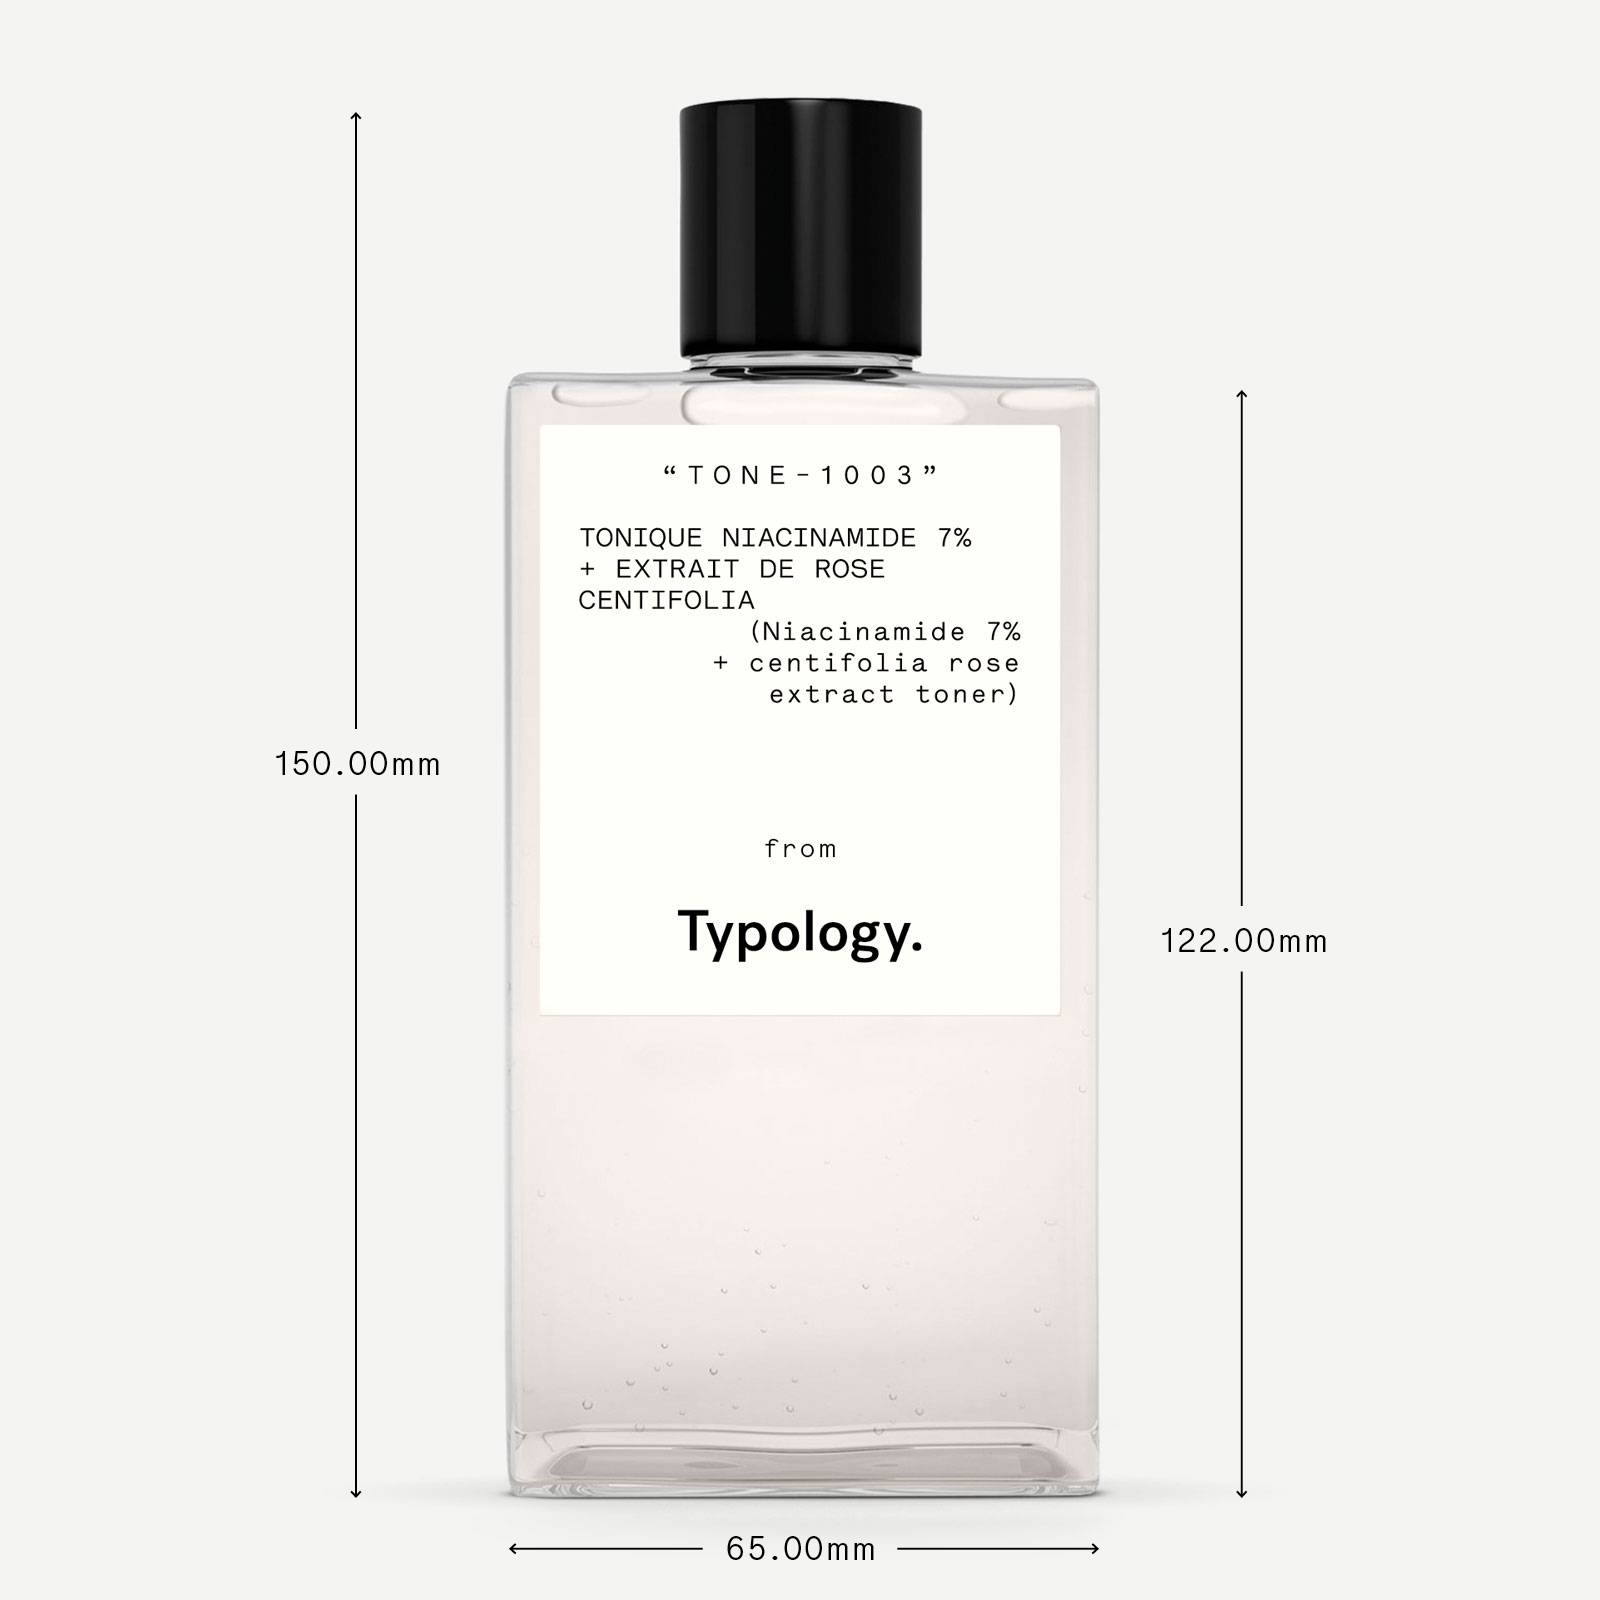 “TONE-1003”
TONIQUE NIACINAMIDE 7%
+ EXTRAIT DE ROSE
CENTIFOLIA
(Niacinamide 7%
+ centifolia rose
extract toner)
from
Typology.
150.00mm
122.00mm
65.00mm